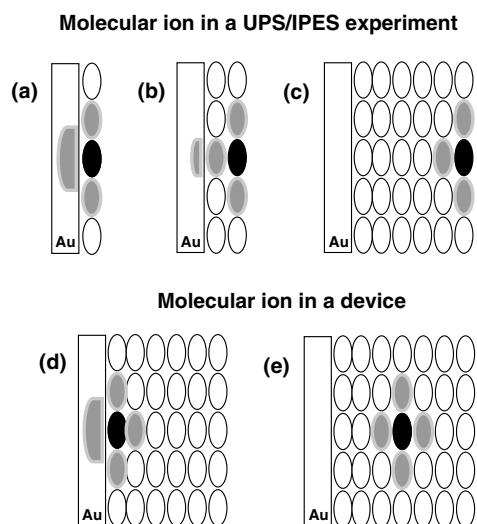 Molecular ion in a UPS/IPES experiment
(a)
(b)
(c)
Au
Au
Au
Molecular ion in a device
(d)
(e)
Au
Au